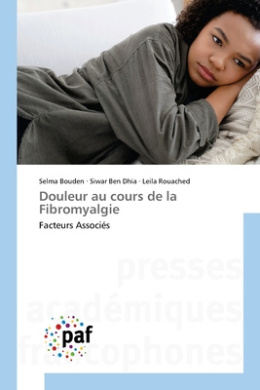 Selma Bouden · Siwar Ben Dhia · Leila Rouached
Douleur au cours de la
Fibromyalgie
Facteurs Associés
presses
académiques
francophones
paf